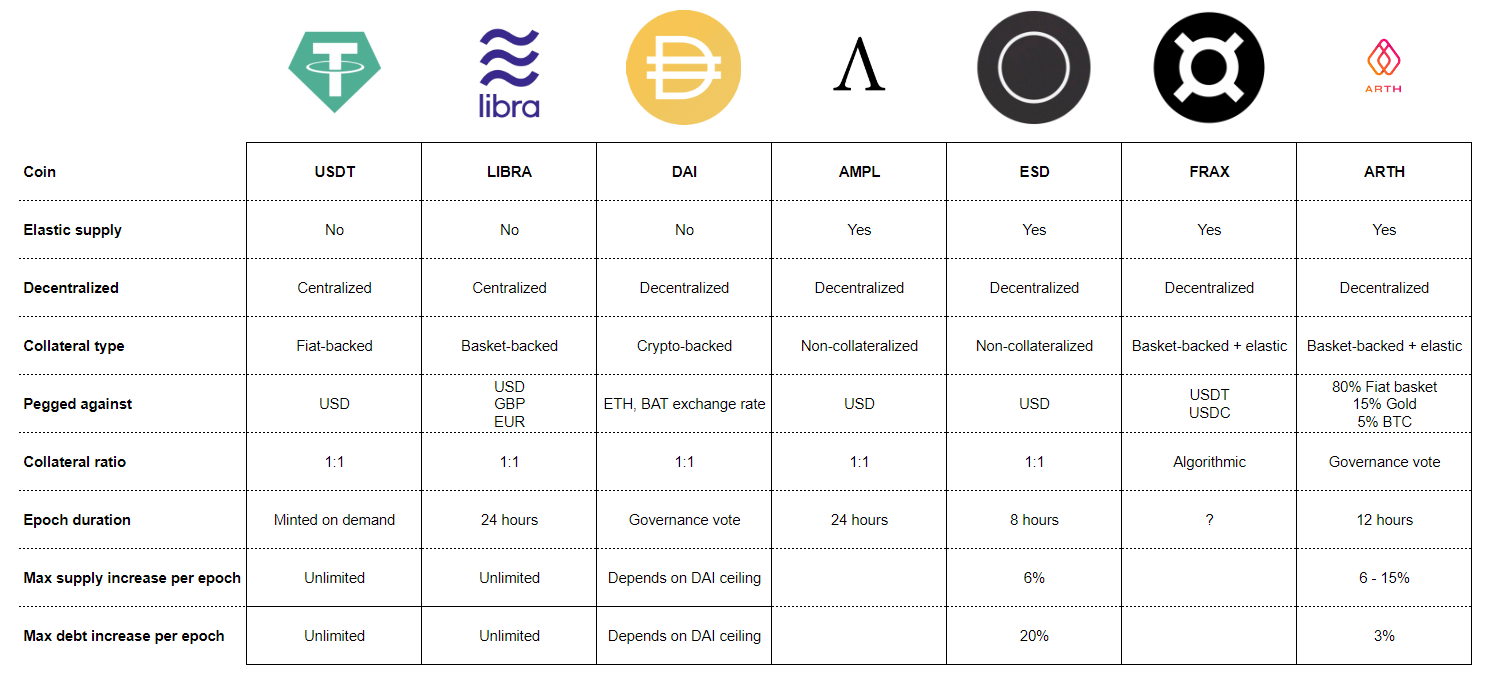 libra
ARTH
Coin USDT LIBRA DAI AMPL ESD FRAX ARTH
Elastic supply No No No Yes Yes Yes Yes
Decentralized Centralized Centralized Decentralized Decentralized Decentralized Decentralized Decentralized
Collateral type Fiat-backed Basket-backed Crypto-backed Non-collateralized Non-collateralized Basket-backed + elastic Basket-backed + elastic
Pegged against USD
USD
GBP
EUR
ETH, BAT exchange rate USD USD
USDT
USDC
80% Fiat basket
15% Gold
5% BTC
Collateral ratio 1:1 1:1 1:1 1:1 1:1 Algorithmic Governance vote
Epoch duration Minted on demand 24 hours Governance vote 24 hours 8 hours ? 12 hours
Max supply increase per epoch Unlimited Unlimited Depends on DAI ceiling 6% 6 - 15%
Max debt increase per epoch Unlimited Unlimited Depends on DAI ceiling 20% 3%